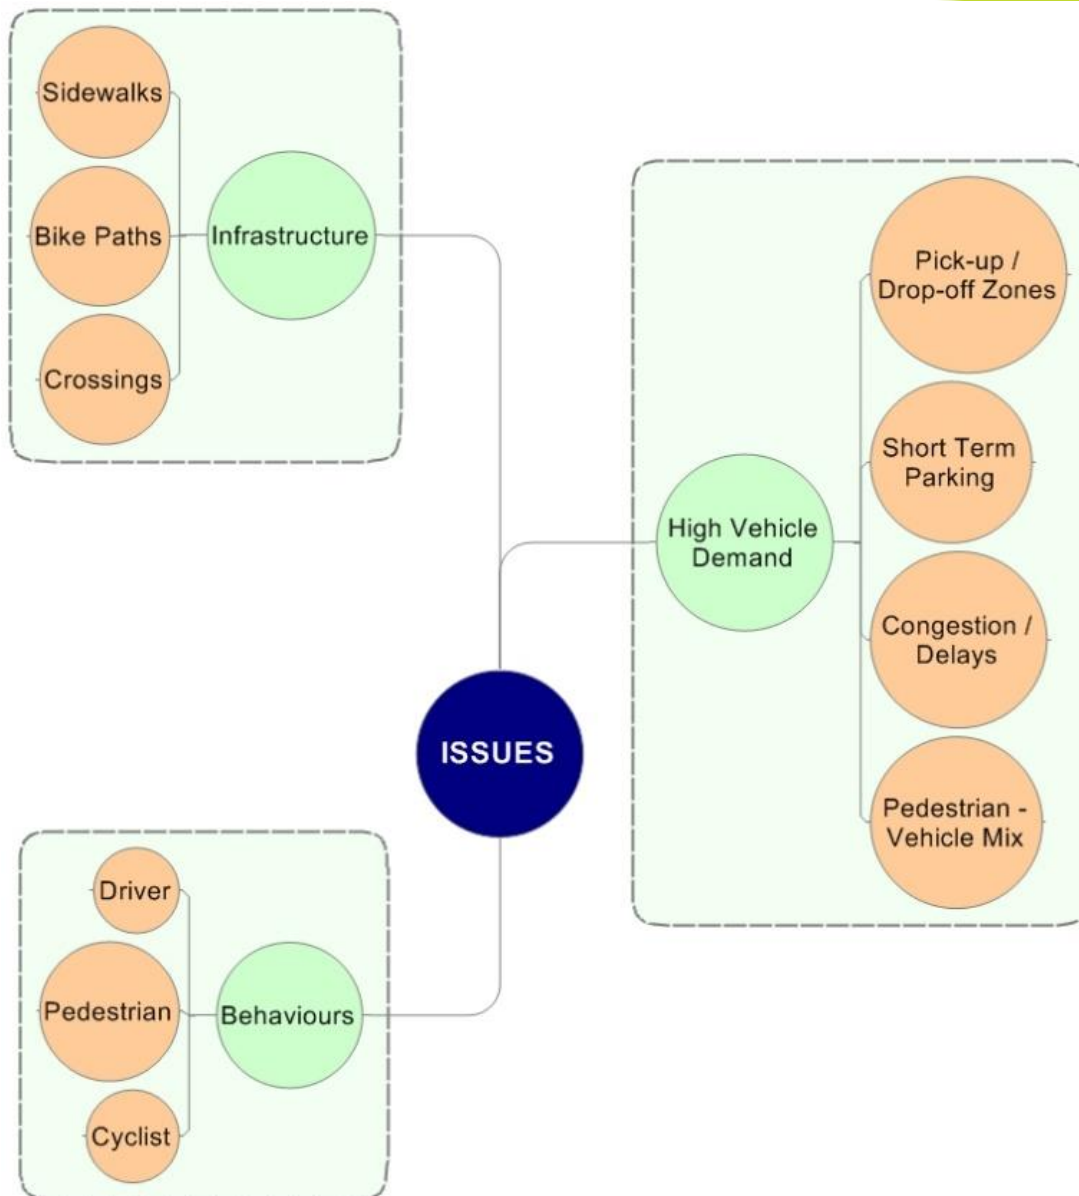 Sidewalks
Bike Paths
Crossings
Infrastructure
Pick-up /
Drop-off Zones
Short Term
Parking
Congestion /
Delays
Pedestrian -
Vehicle Mix
High Vehicle
Demand
ISSUES
Driver
Pedestrian
Cyclist
Behaviours